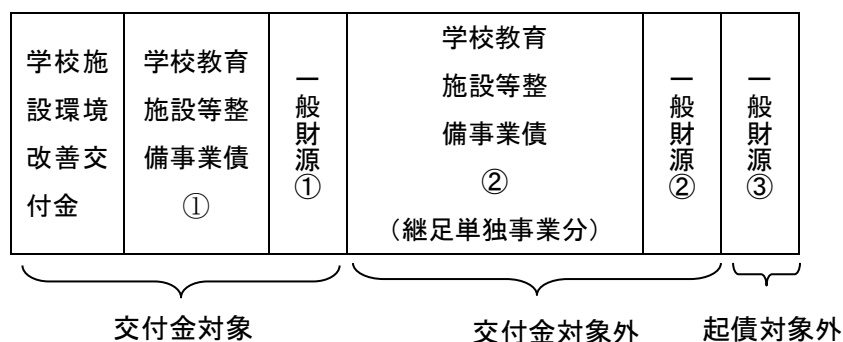 学校施
設環境
改善交
付金
学校教育
施設等整
備事業債
①
一般財源①
学校教育
施設等整
備事業債
②
（継足単独事業分）
一般財源②
一般財源③
交付金対象
交付金対象外
起債対象外